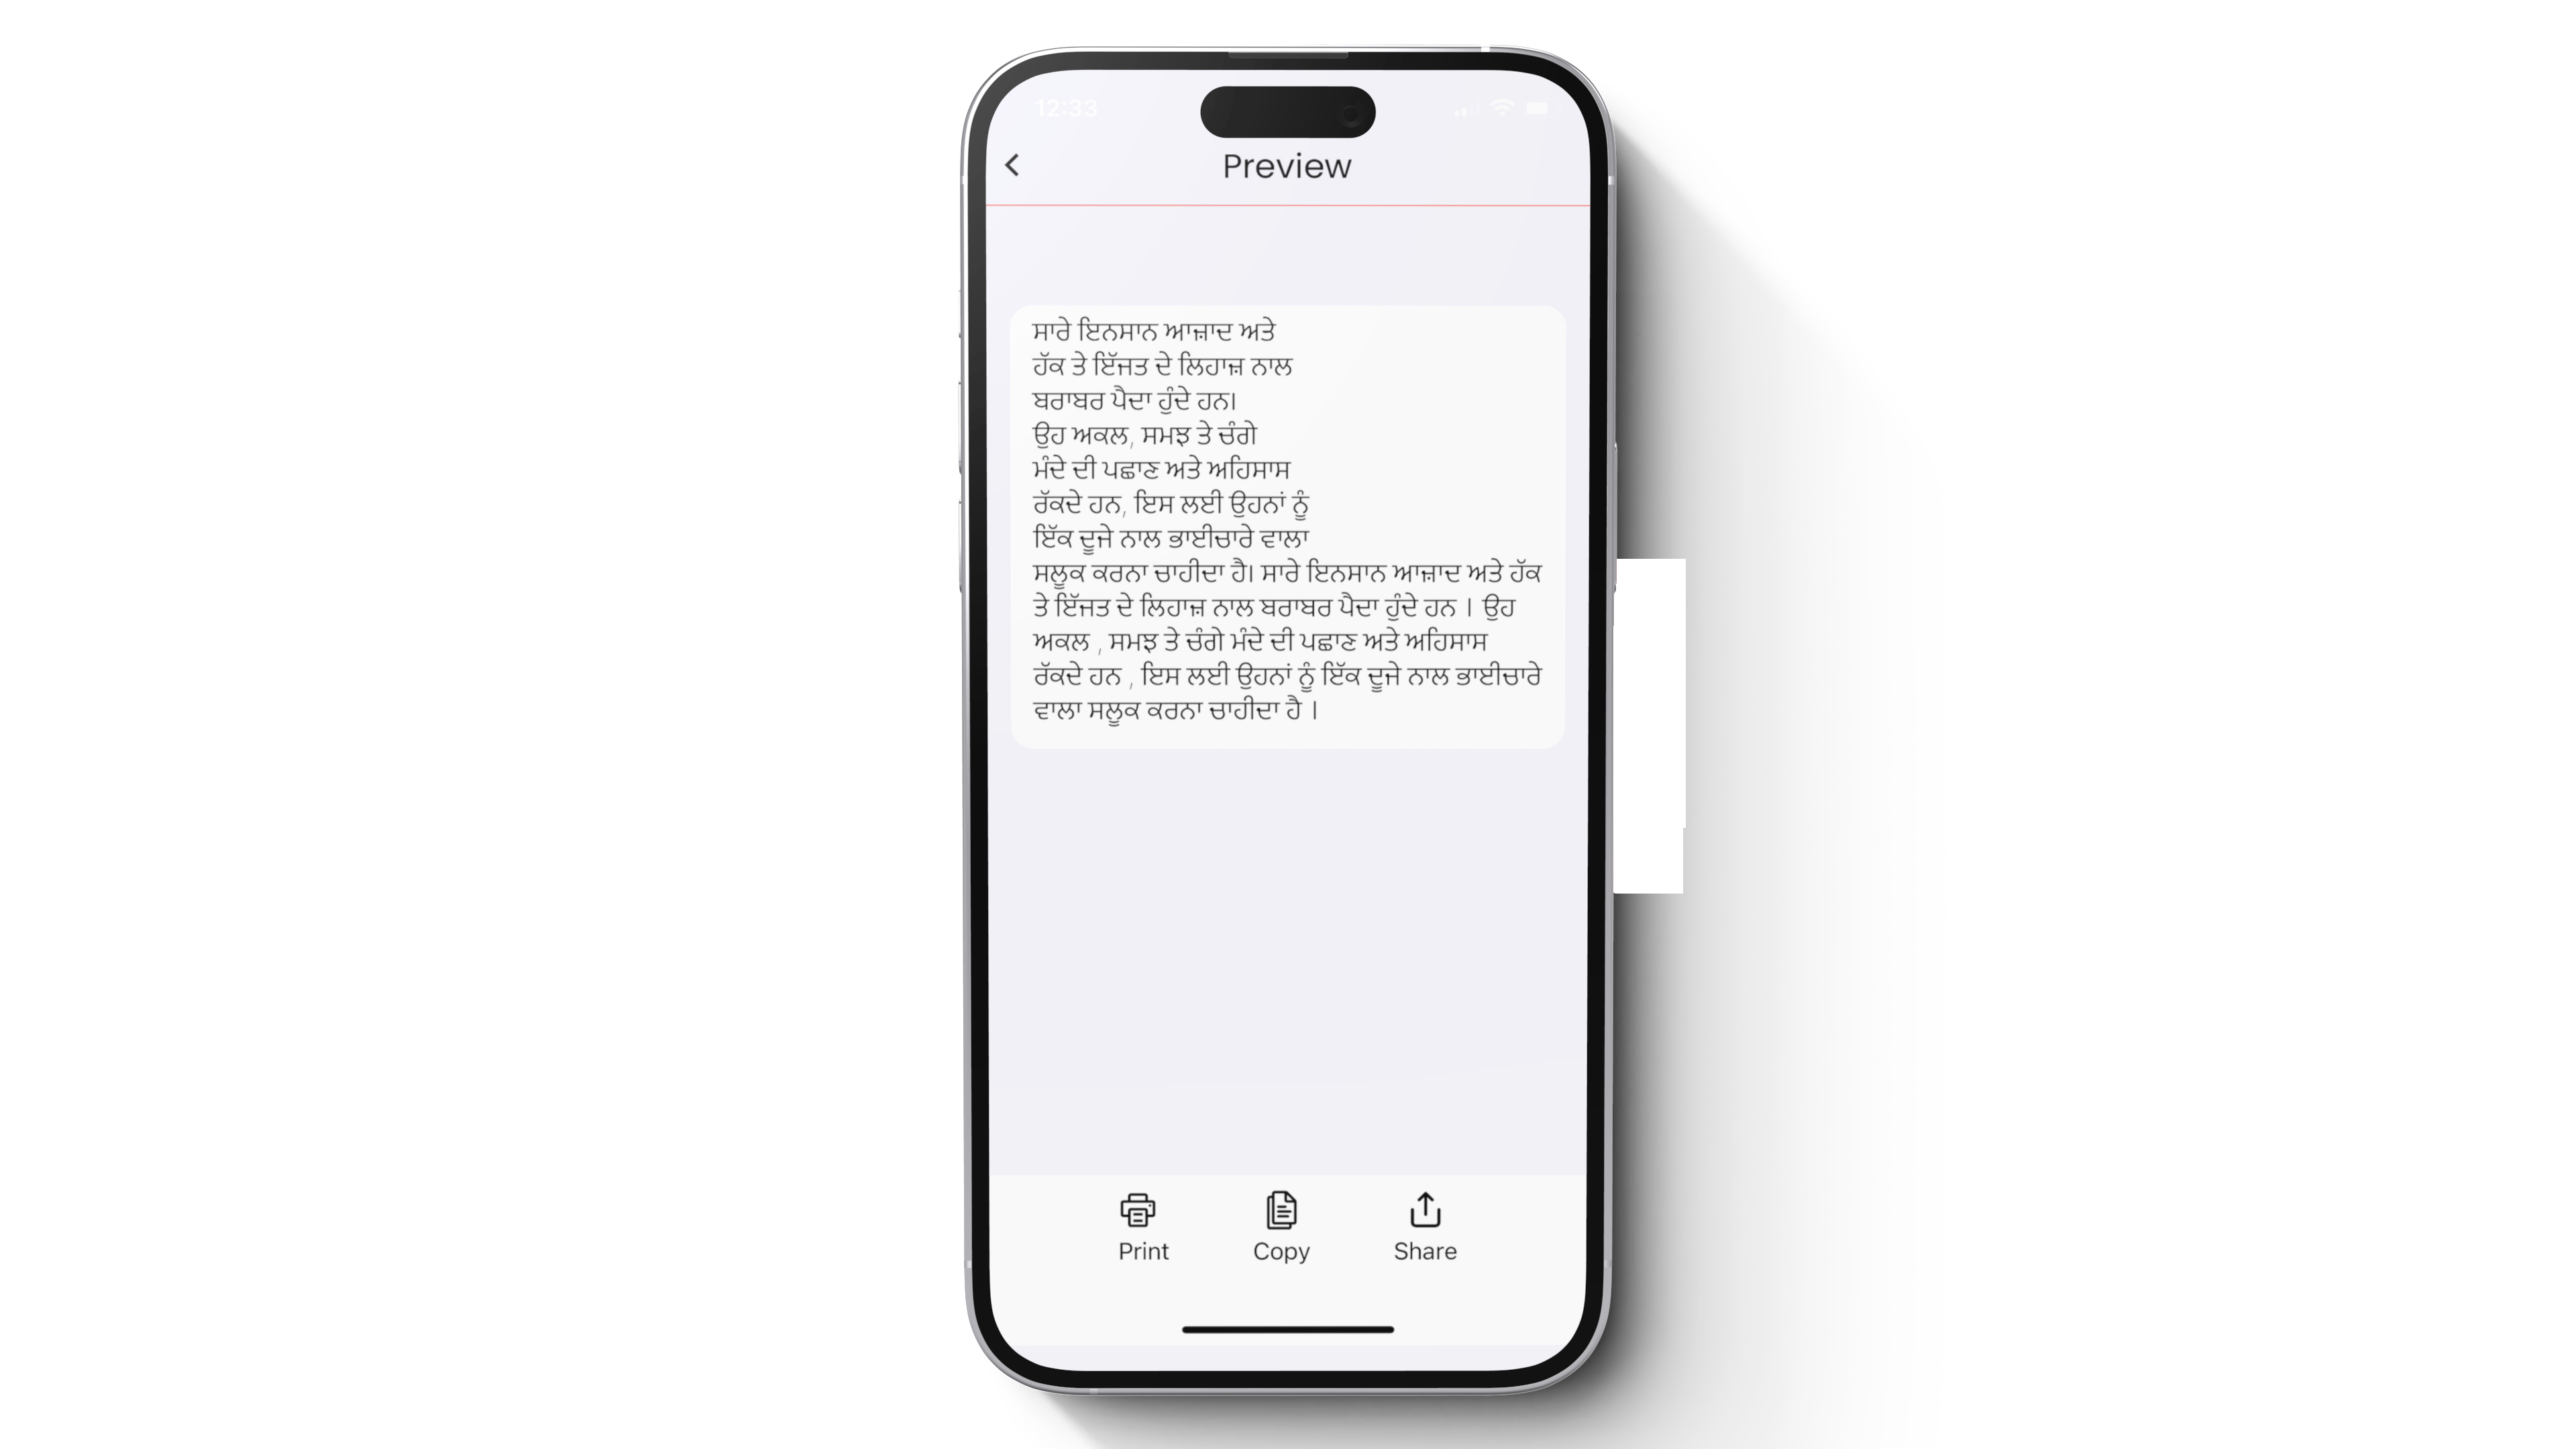 12:33
Preview
ਸਾਰੇ ਇਨਸਾਨ ਆਜ਼ਾਦ ਅਤੇ
ਹੱਕ ਤੇ ਇੱਜਤ ਦੇ ਲਿਹਾਜ਼ ਨਾਲ
ਬਰਾਬਰ ਪੈਦਾ ਹੁੰਦੇ ਹਨ।
ਉਹ ਅਕਲ, ਸਮਝ ਤੇ ਚੰਗੇ
ਮੰਦੇ ਦੀ ਪਛਾਣ ਅਤੇ ਅਹਿਸਾਸ
ਰੱਕਦੇ ਹਨ, ਇਸ ਲਈ ਉਹਨਾਂ ਨੂੰ
ਇੱਕ ਦੂਜੇ ਨਾਲ ਭਾਈਚਾਰੇ ਵਾਲਾ
ਸਲੂਕ ਕਰਨਾ ਚਾਹੀਦਾ ਹੈ। ਸਾਰੇ ਇਨਸਾਨ ਆਜ਼ਾਦ ਅਤੇ ਹੱਕ
ਤੇ ਇੱਜਤ ਦੇ ਲਿਹਾਜ਼ ਨਾਲ ਬਰਾਬਰ ਪੈਦਾ ਹੁੰਦੇ ਹਨ । ਉਹ
ਅਕਲ , ਸਮਝ ਤੇ ਚੰਗੇ ਮੰਦੇ ਦੀ ਪਛਾਣ ਅਤੇ ਅਹਿਸਾਸ
ਰੱਕਦੇ ਹਨ , ਇਸ ਲਈ ਉਹਨਾਂ ਨੂੰ ਇੱਕ ਦੂਜੇ ਨਾਲ ਭਾਈਚਾਰੇ
ਵਾਲਾ ਸਲੂਕ ਕਰਨਾ ਚਾਹੀਦਾ ਹੈ ।
Print Copy Share